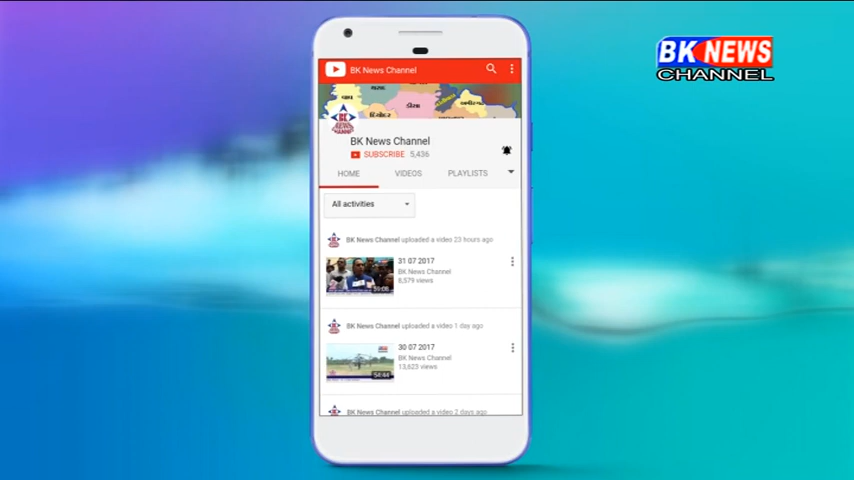 BK NEWS
CHANNEL
BK News Channel
ડીસા
દિયોદર
BK News Channel
SUBSCRIBE 5,436
HOME VIDEOS PLAYLISTS
All activities
BK News Channel uploaded a video 23 hours ago
31 07 2017
BK News Channel
8,579 views
59:08
BK News Channel uploaded a video 1 day ago
30 07 2017
BK News Channel
13,623 views
54:44
BK News Channel uploaded a video 2 days ago